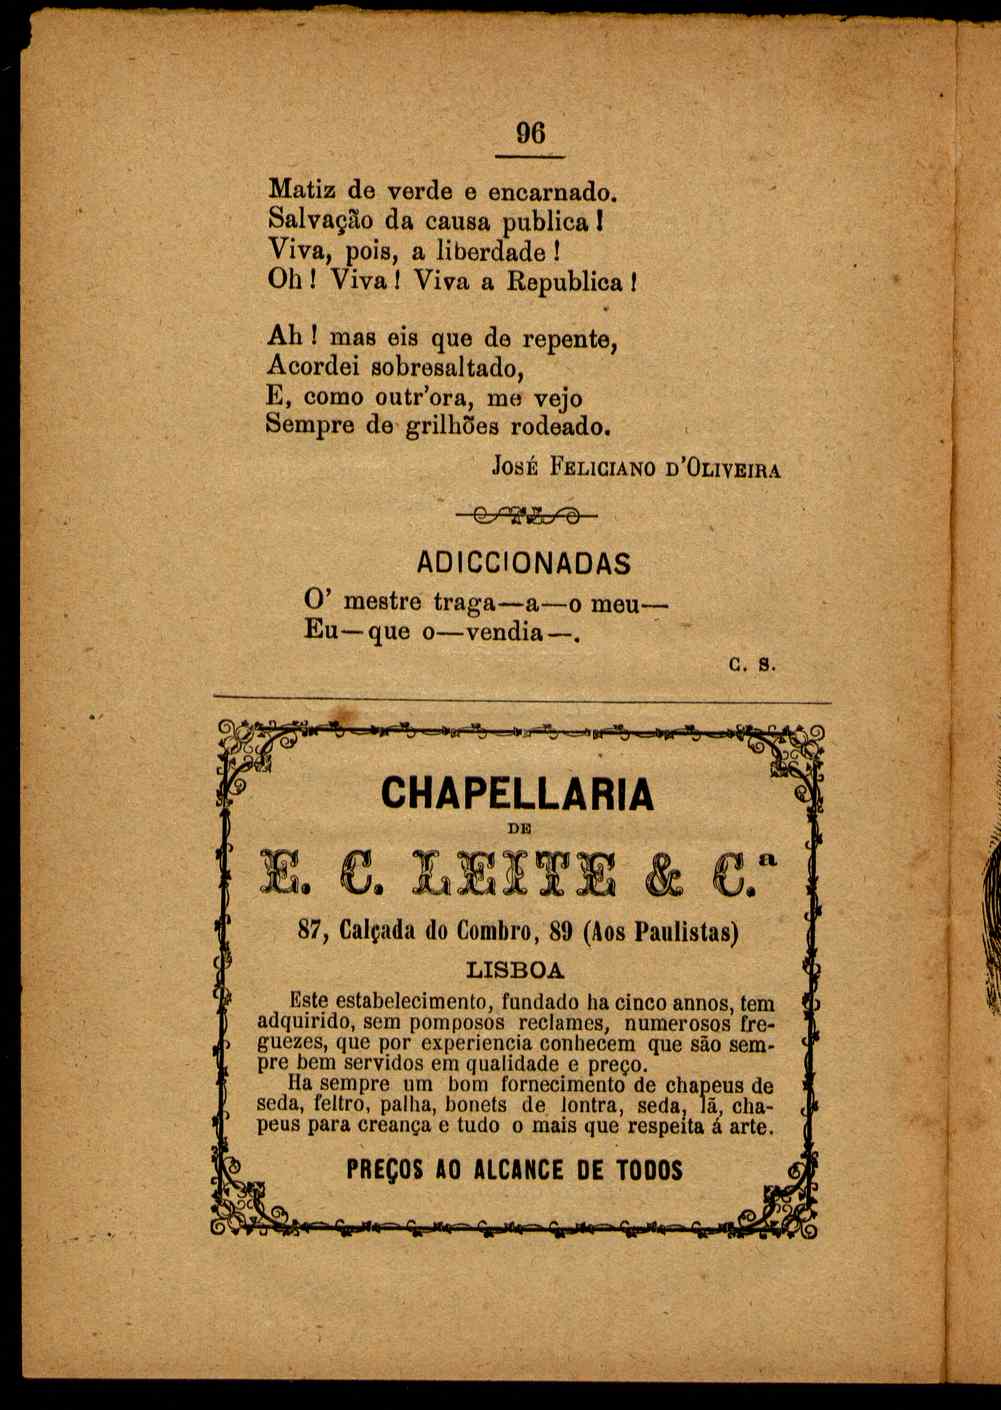 96
Matiz de verde e encarnado.
Salvação da causa publica!
Viva, pois, a liberdade!
Oh! Viva! Viva a Republica!
Ah! mas eis que de repente,
Acordei sobresaltado,
E, como outr'ora, me vejo
Sempre de grilhões rodeado.
José Feliciano d'Oliveira
ADICCIONADAS
O' mestre traga—a—o meu—
Eu—que o—vendia—.
C. S.
CHAPELLARIA
DE
E. C. LEITE & C.ª
87, Calçada do Combro, 89 (Aos Paulistas)
LISBOA
Este estabelecimento, fundado ha cinco annos, tem
adquirido, sem pomposos reclames, numerosos fre-
guezes, que por experiencia conhecem que são sem-
pre bem servidos em qualidade e preço.
Ha sempre um bom fornecimento de chapeus de
seda, feltro, palha, bonets de lontra, seda, lã, cha-
peus para creança e tudo o mais que respeita á arte.
PREÇOS AO ALCANCE DE TODOS